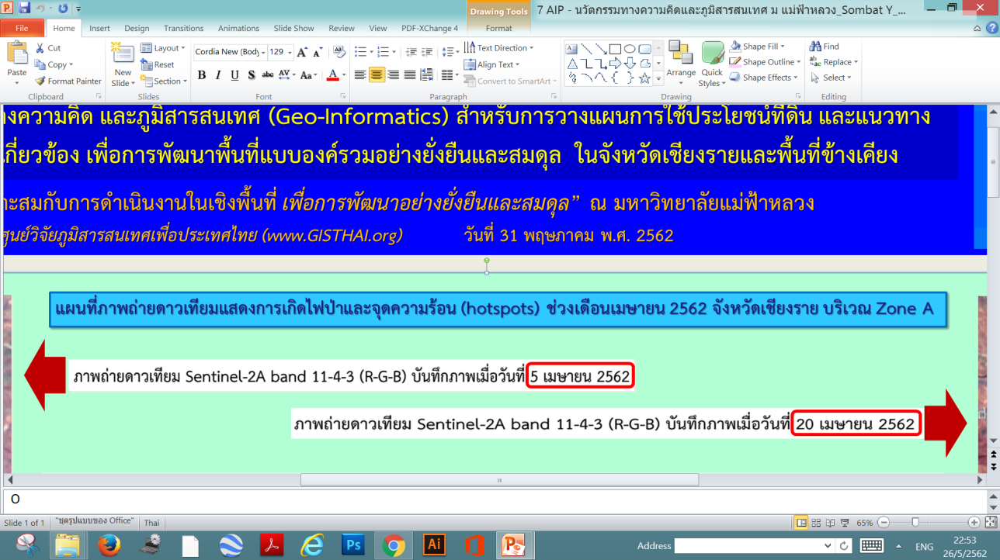 Drawing Tools
7 AIP - นวัตกรรมทางความคิดและภูมิสารสนเทศ ม แม่ฟ้าหลวง_Sombat Y_...
File Home Insert Design Transitions Animations Slide Show Review View PDF-XChange 4 Format
Paste
Cut
Copy
Format Painter
Clipboard
New Slide
Layout
Reset
Section
Slides
Cordia New (Body 129
B I U S abc AV Aa A
Font
Text Direction
Align Text
Convert to SmartArt
Paragraph
Arrange
Quick Styles
Shape Fill
Shape Outline
Shape Effects
Drawing
Find
Replace
Select
Editing
งความคิด และภูมิสารสนเทศ (Geo-Informatics) สำหรับการวางแผนการใช้ประโยชน์ที่ดิน และแนวทาง
กี่ยวข้อง เพื่อการพัฒนาพื้นที่แบบองค์รวมอย่างยั่งยืนและสมดุล ในจังหวัดเชียงรายและพื้นที่ข้างเคียง
าะสมกับการดำเนินงานในเชิงพื้นที่ เพื่อการพัฒนาอย่างยั่งยืนและสมดุล” ณ มหาวิทยาลัยแม่ฟ้าหลวง
ศูนย์วิจัยภูมิสารสนเทศเพื่อประเทศไทย (www.GISTHAI.org) วันที่ 31 พฤษภาคม พ.ศ. 2562
แผนที่ภาพถ่ายดาวเทียมแสดงการเกิดไฟป่าและจุดความร้อน (hotspots) ช่วงเดือนเมษายน 2562 จังหวัดเชียงราย บริเวณ Zone A
ภาพถ่ายดาวเทียม Sentinel-2A band 11-4-3 (R-G-B) บันทึกภาพเมื่อวันที่ 5 เมษายน 2562
ภาพถ่ายดาวเทียม Sentinel-2A band 11-4-3 (R-G-B) บันทึกภาพเมื่อวันที่ 20 เมษายน 2562
O
Slide 1 of 1 "ชุดรูปแบบของ Office" Thai 65%
Ps Ai
Address
ENG
22:53
26/5/2562